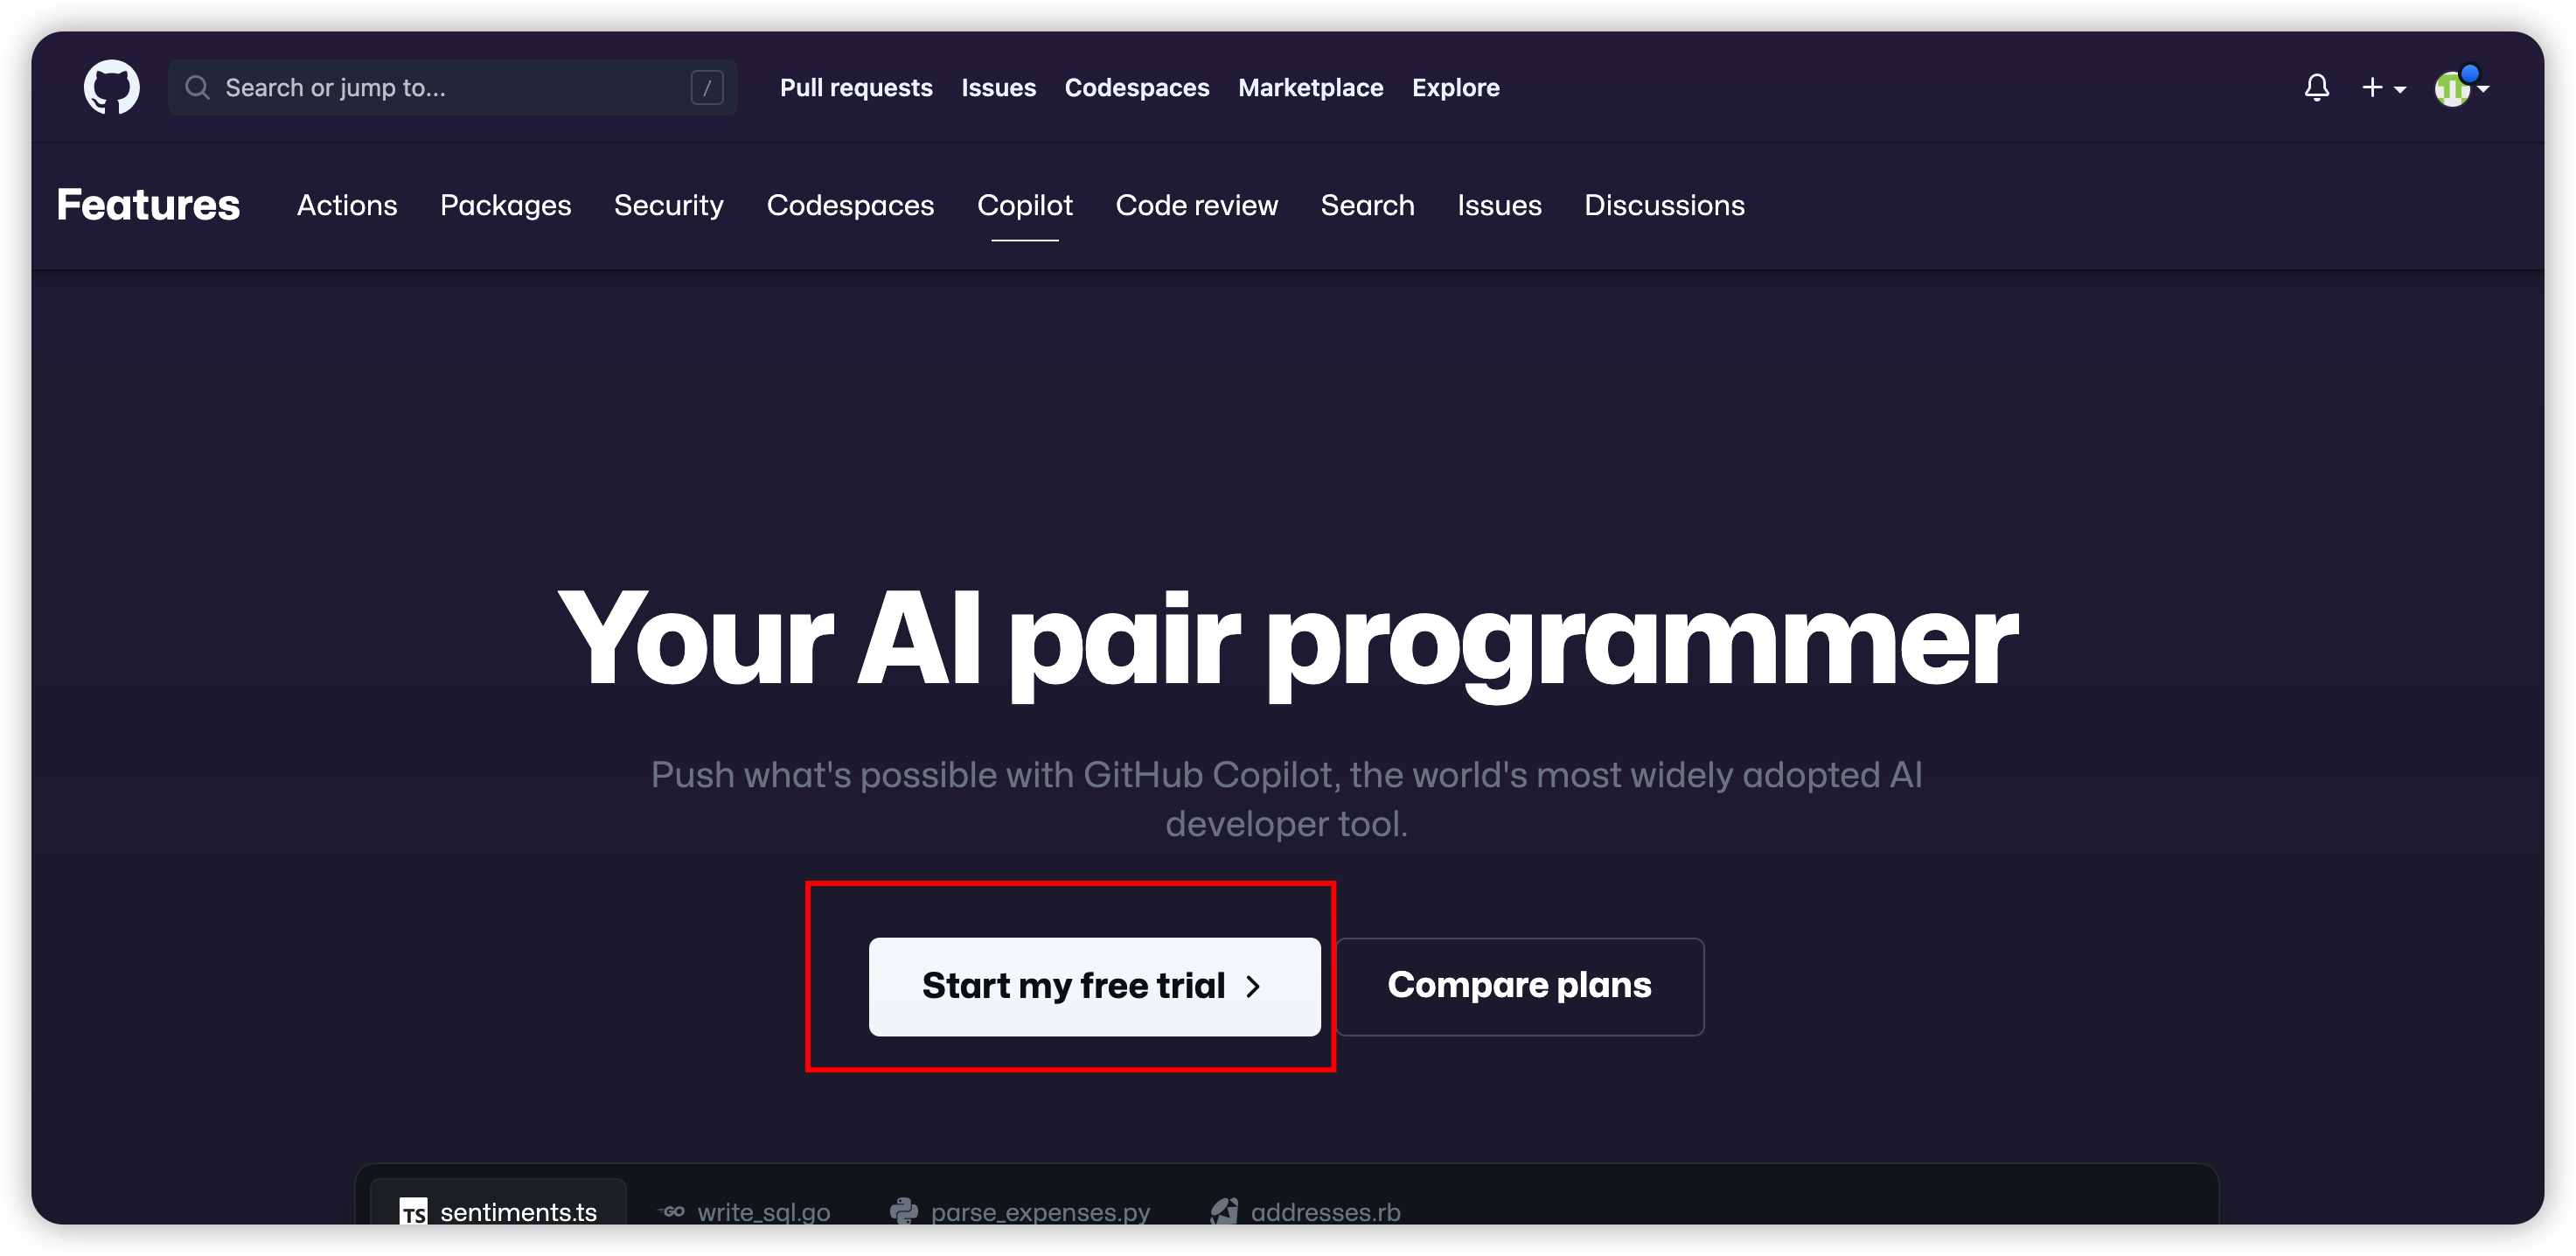 Search or jump to... /
Pull requests Issues Codespaces Marketplace Explore
Features Actions Packages Security Codespaces Copilot Code review Search Issues Discussions
Your AI pair programmer
Push what's possible with GitHub Copilot, the world's most widely adopted AI
developer tool.
Start my free trial >
Compare plans
TS sentiments.ts GO write_sql.go parse_expenses.py addresses.rb